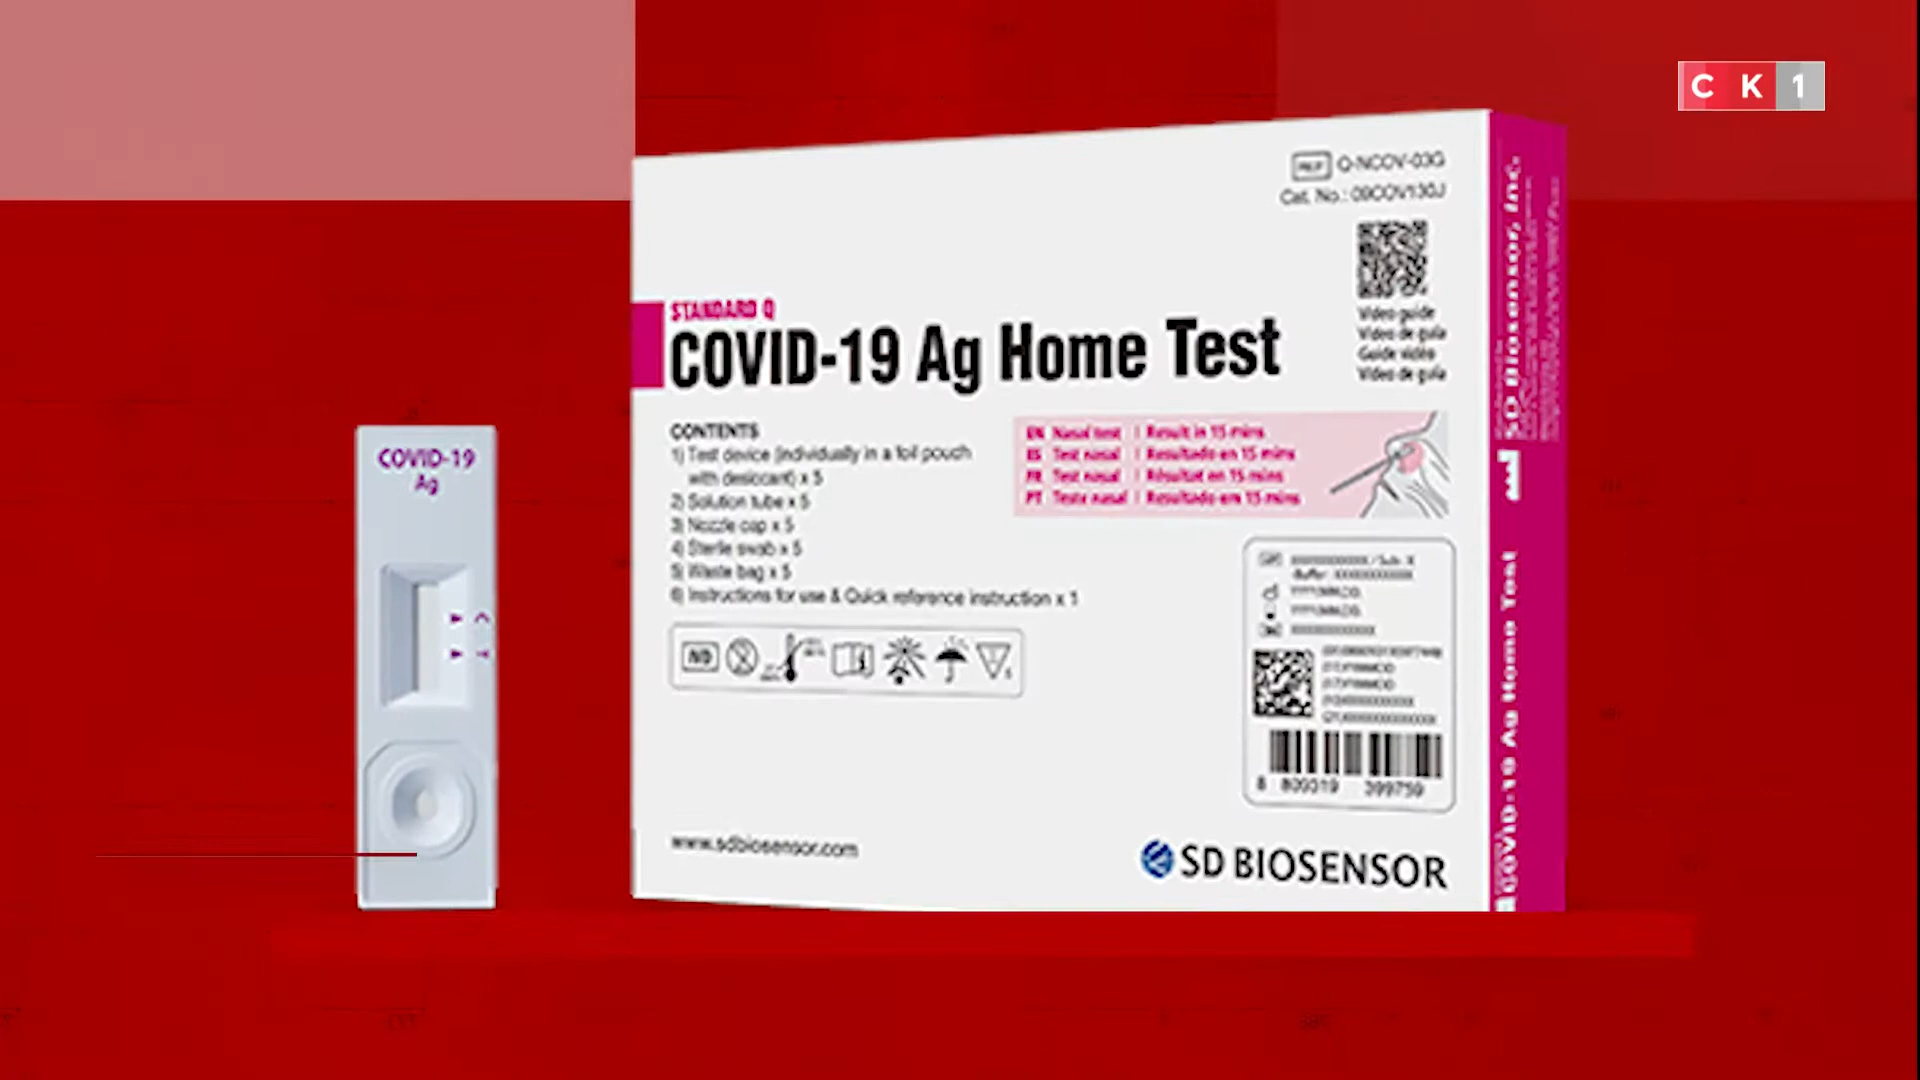 C K 1
REF Q-NCOV-03G
Cat. No.: 09COV130J
Video guide
Vídeo de guía
Guide vidéo
Vídeo de guia
STANDARD Q
COVID-19 Ag Home Test
CONTENTS
1) Test device (individually in a foil pouch
with desiccant) x 5
2) Solution tube x 5
3) Nozzle cap x 5
4) Sterile swab x 5
5) Waste bag x 5
6) Instructions for use & Quick reference instruction x 1
EN Nasal test | Result in 15 mins
ES Test nasal | Resultado en 15 mins
FR Test nasal | Résultat en 15 mins
PT Teste nasal | Resultado em 15 mins
COVID-19
Ag
C
T
IVD
8 809319 399759
www.sdbiosensor.com
SD BIOSENSOR
SD Biosensor, Inc.
COVID-19 Ag Home Test